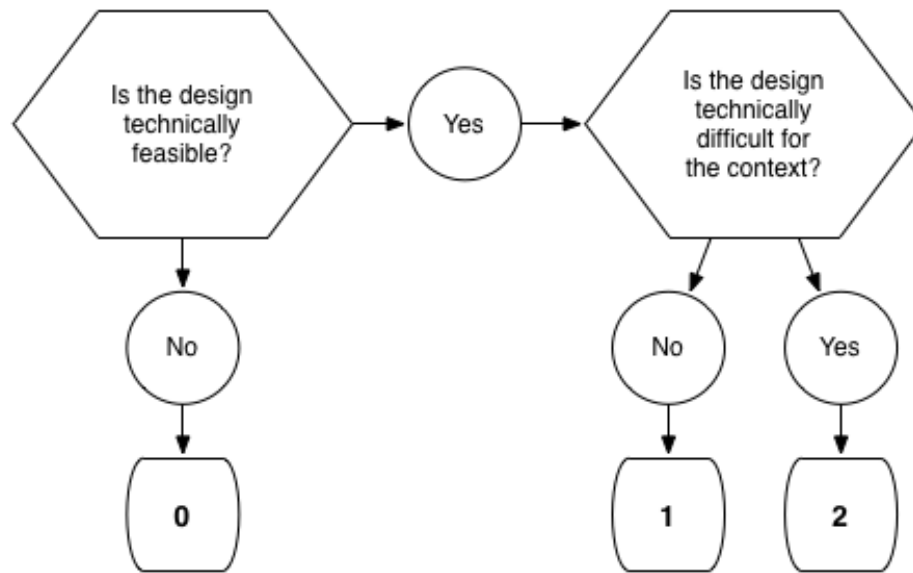 Is the design
technically
feasible?
Yes
Is the design
technically
difficult for
the context?
No
No
Yes
0
1
2